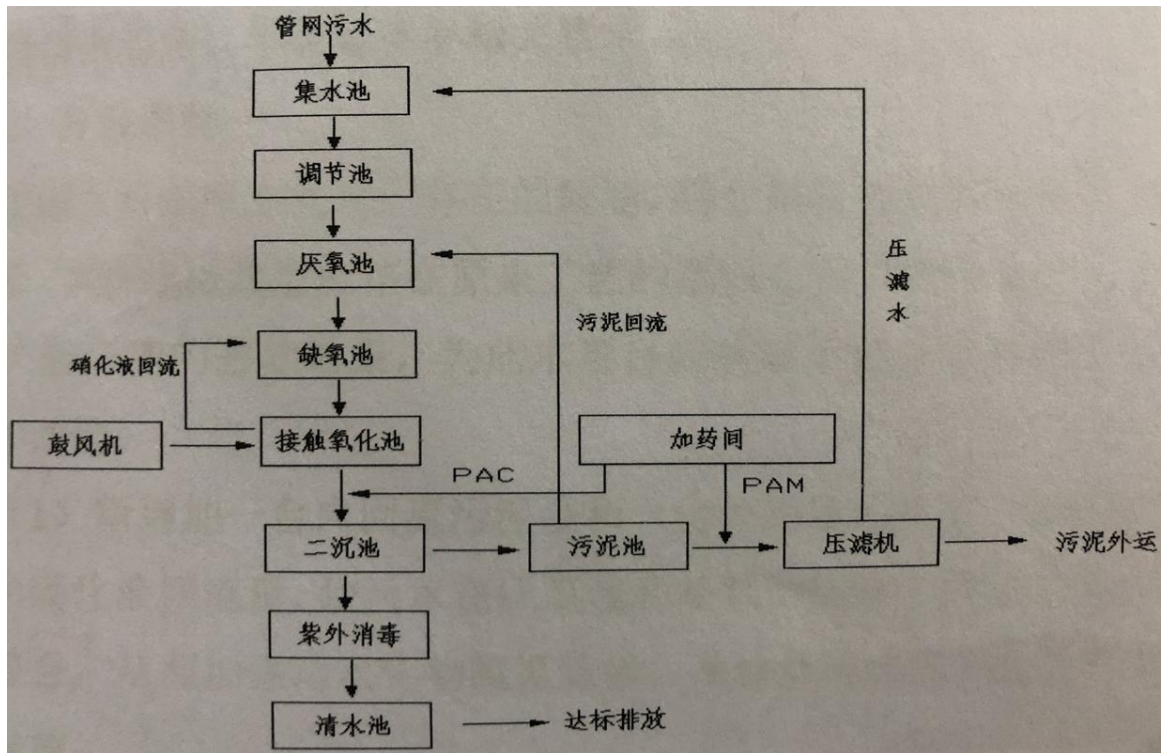 管网污水
集水池
调节池
厌氧池
压滤水
污泥回流
缺氧池
硝化液回流
鼓风机
接触氧化池
加药间
PAC
PAM
二沉池
污泥池
压滤机
污泥外运
紫外消毒
清水池
达标排放